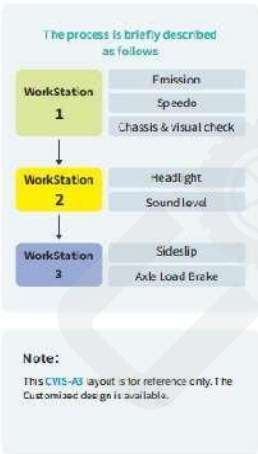 The process is briefly described
as follows
WorkStation
1
Emission
Speedo
Chassis & visual check
WorkStation
2
Headlight
Sound level
WorkStation
3
Sideslip
Axle Load Brake
Note:
This CVIS-A3 layout is for reference only. The
Customized design is available.